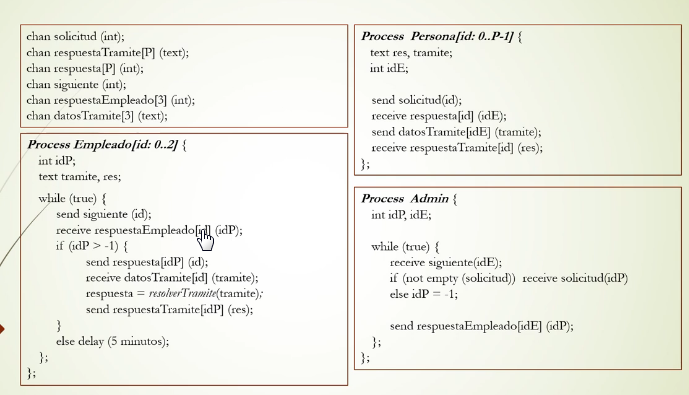 chan solicitud (int);
chan respuestaTramite[P] (text);
chan respuesta[P] (int);
chan siguiente (int);
chan respuestaEmpleado[3] (int);
chan datosTramite[3] (text);
Process Empleado[id: 0..2] {
int idP;
text tramite, res;
while (true) {
send siguiente (id);
receive respuestaEmpleado[id] (idP);
if (idP > -1) {
send respuesta[idP] (id);
receive datosTramite[id] (tramite);
respuesta = resolverTramite(tramite);
send respuestaTramite[idP] (res);
}
else delay (5 minutos);
};
};
Process Persona[id: 0..P-1] {
text res, tramite;
int idE;
send solicitud(id);
receive respuesta[id] (idE);
send datosTramite[idE] (tramite);
receive respuestaTramite[id] (res);
};
Process Admin {
int idP, idE;
while (true) {
receive siguiente(idE);
if (not empty (solicitud)) receive solicitud(idP)
else idP = -1;
send respuestaEmpleado[idE] (idP);
};
};